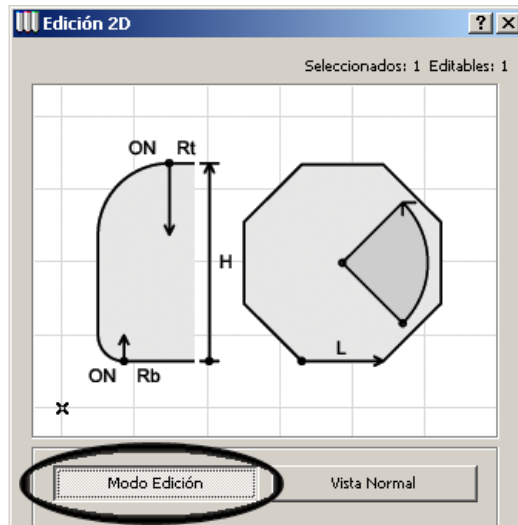 Edición 2D
Seleccionados: 1 Editables: 1
ON Rt
H
L
ON Rb
Modo Edición Vista Normal